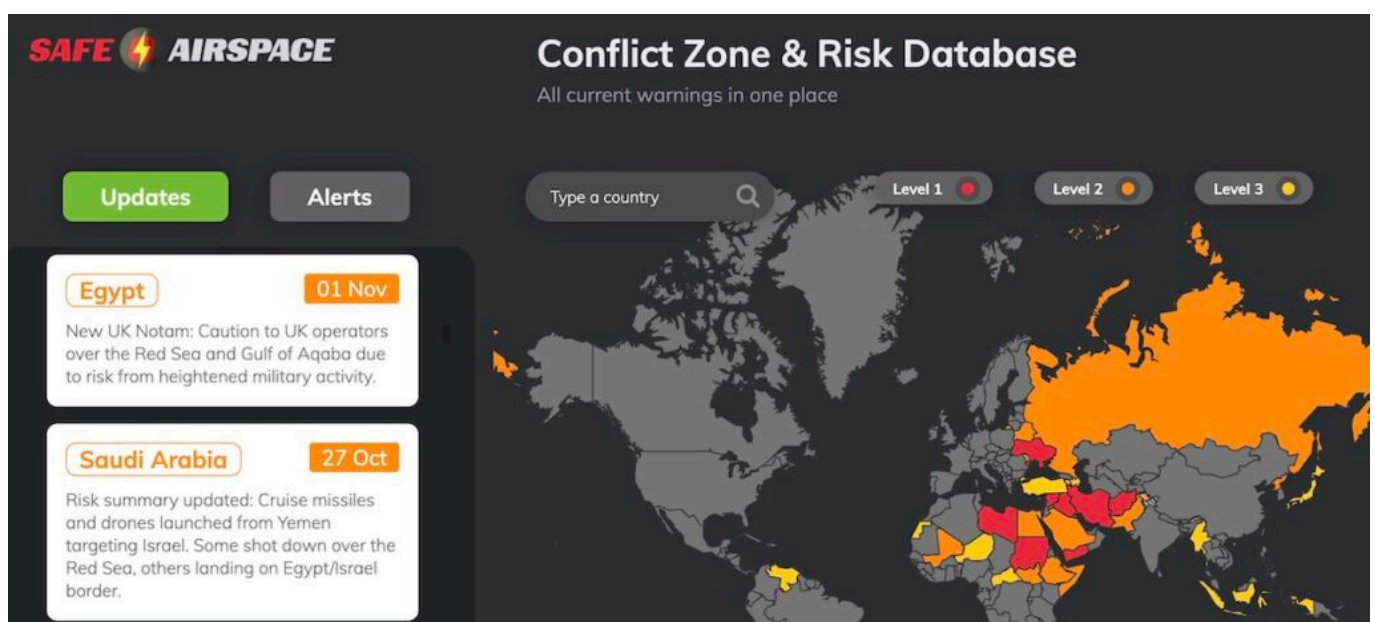 SAFE AIRSPACE
Conflict Zone & Risk Database
All current warnings in one place
Updates
Alerts
Type a country
Level 1
Level 2
Level 3
Egypt
01 Nov
New UK Notam: Caution to UK operators
over the Red Sea and Gulf of Aqaba due
to risk from heightened military activity.
Saudi Arabia
27 Oct
Risk summary updated: Cruise missiles
and drones launched from Yemen
targeting Israel. Some shot down over the
Red Sea, others landing on Egypt/Israel
border.